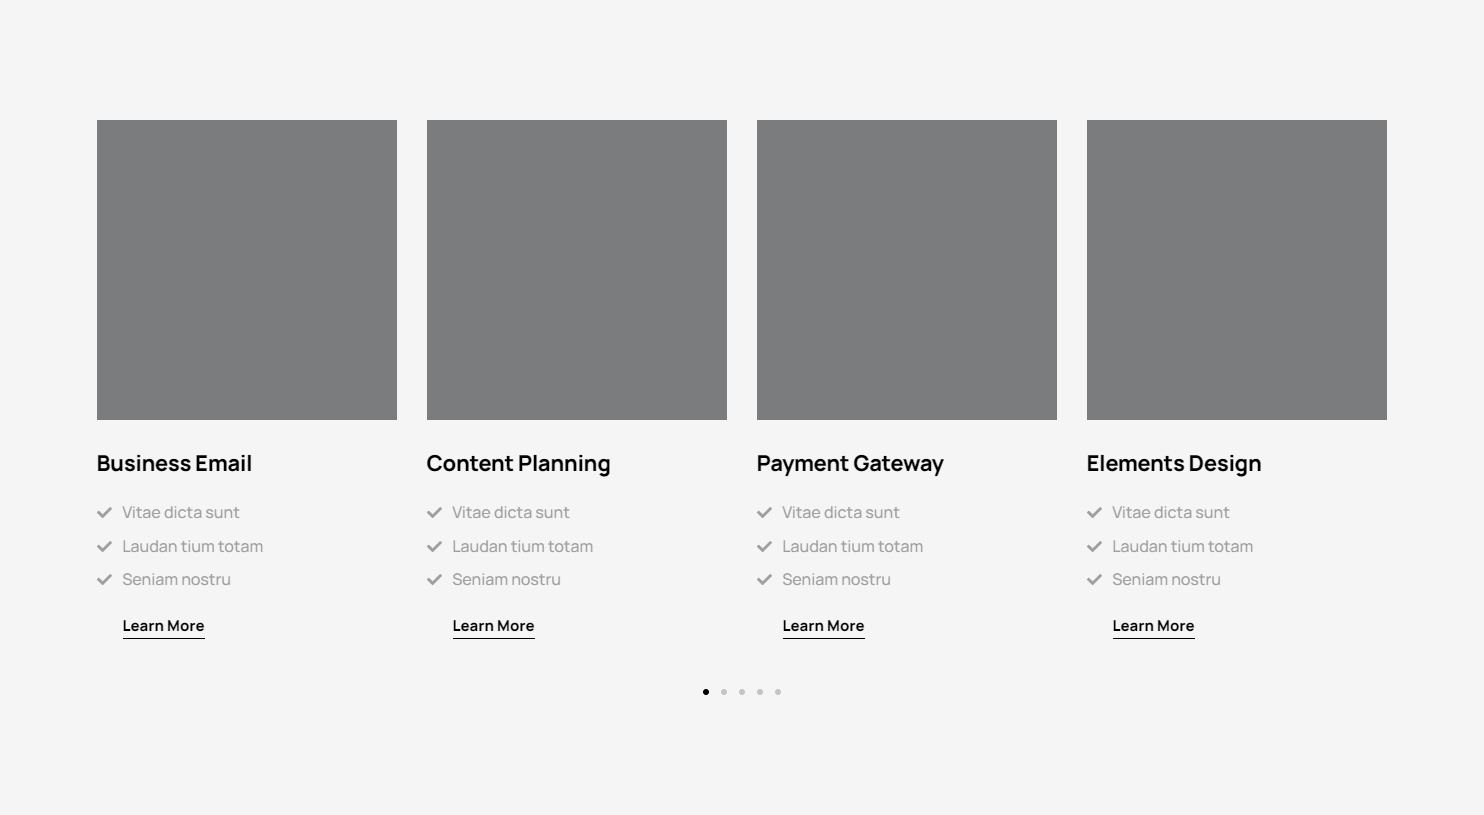 Business Email
Vitae dicta sunt
Laudan tium totam
Seniam nostru
Learn More
Content Planning
Vitae dicta sunt
Laudan tium totam
Seniam nostru
Learn More
Payment Gateway
Vitae dicta sunt
Laudan tium totam
Seniam nostru
Learn More
Elements Design
Vitae dicta sunt
Laudan tium totam
Seniam nostru
Learn More